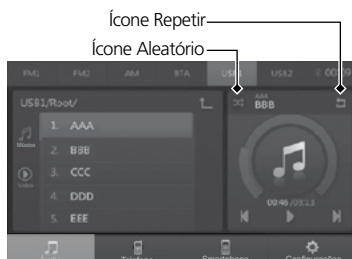 Ícone Repetir
Ícone Aleatório
FM1 FM2 AM BTA USB1 USB2
USB1/Root/
AAA
BBB
1. AAA
Música
2. BBB
3. CCC
Vídeo
4. DDD
00:46/03:13
5. EEE
Telefone Smartphone Configurações